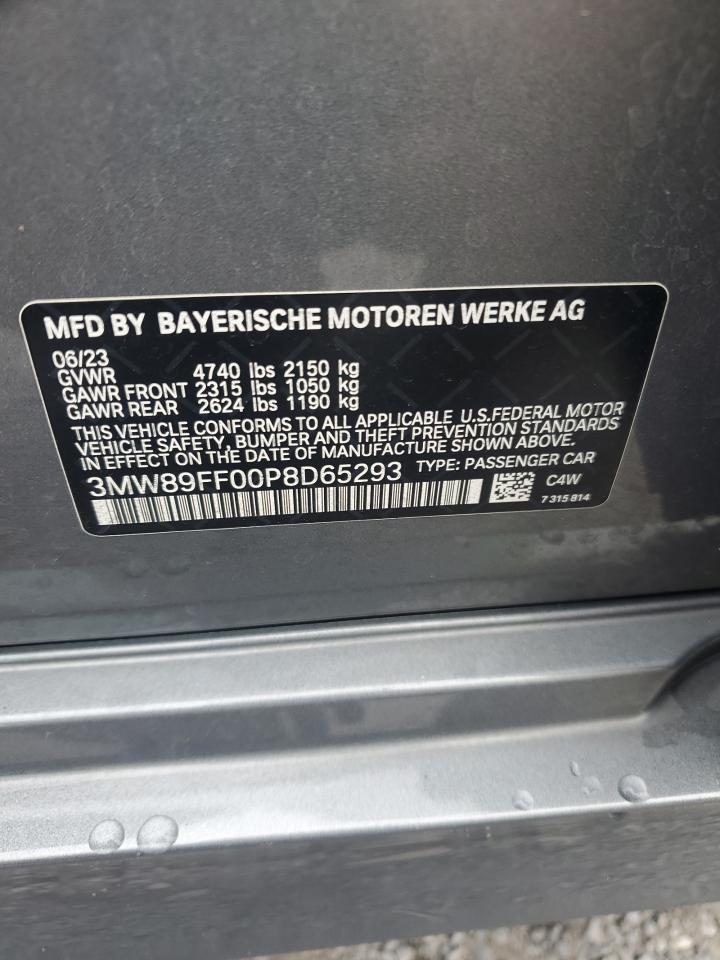 MFD BY BAYERISCHE MOTOREN WERKE AG
06/23
GVWR 4740 lbs 2150 kg
GAWR FRONT 2315 lbs 1050 kg
GAWR REAR 2624 lbs 1190 kg
THIS VEHICLE CONFORMS TO ALL APPLICABLE U.S.FEDERAL MOTOR
VEHICLE SAFETY, BUMPER AND THEFT PREVENTION STANDARDS
IN EFFECT ON THE DATE OF MANUFACTURE SHOWN ABOVE.
3MW89FF00P8D65293 TYPE: PASSENGER CAR
C4W
7 315 814